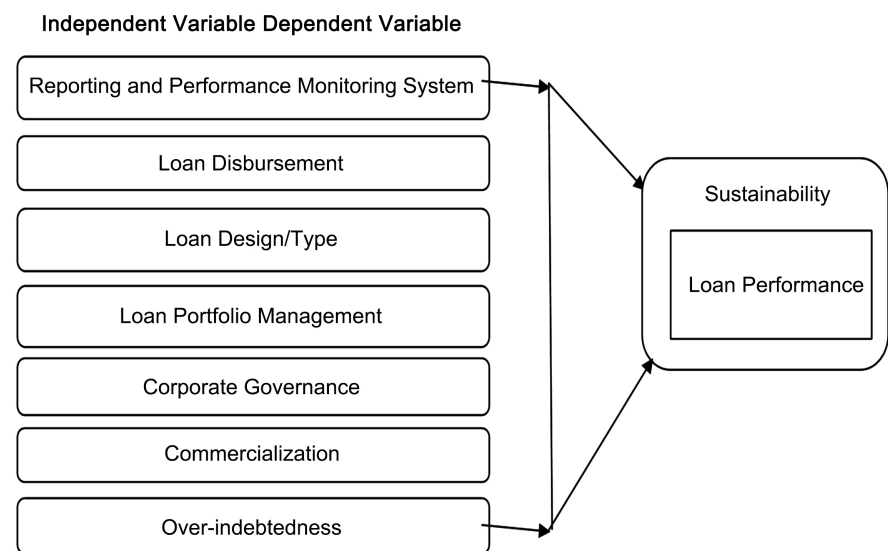 Independent Variable Dependent Variable
Reporting and Performance Monitoring System
Loan Disbursement
Loan Design/Type
Loan Portfolio Management
Corporate Governance
Commercialization
Over-indebtedness
Sustainability
Loan Performance